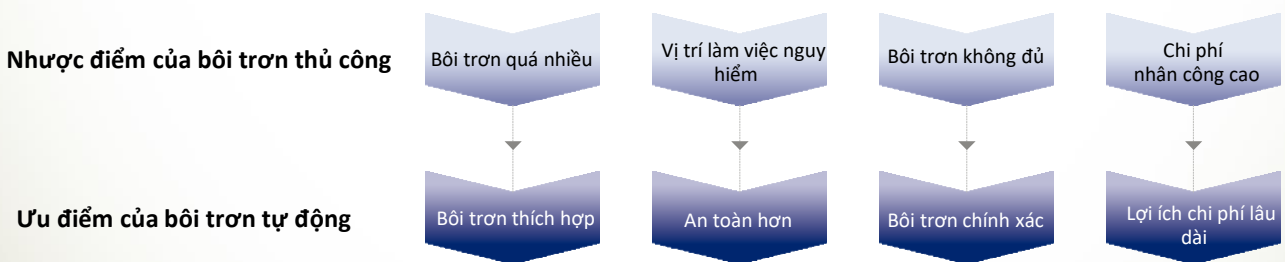 Nhược điểm của bôi trơn thủ công
Bôi trơn quá nhiều
Vị trí làm việc nguy
hiểm
Bôi trơn không đủ
Chi phí
nhân công cao
Ưu điểm của bôi trơn tự động
Bôi trơn thích hợp
An toàn hơn
Bôi trơn chính xác
Lợi ích chi phí lâu
dài